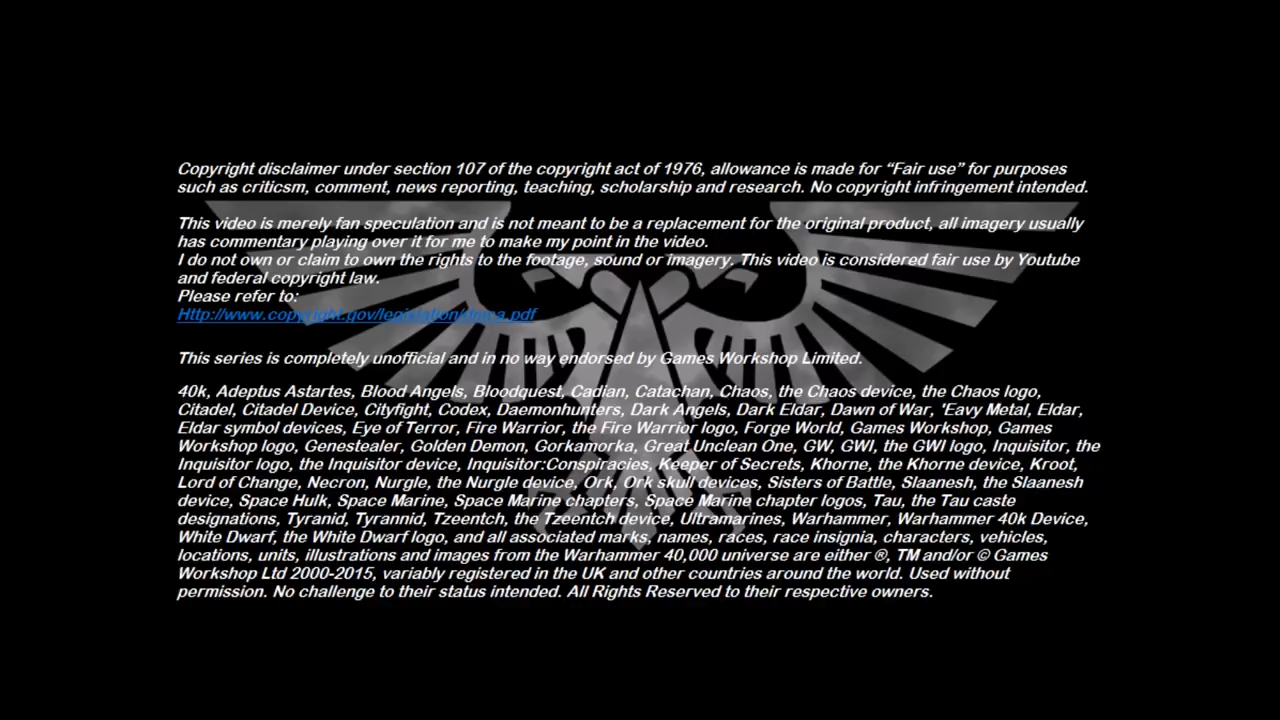 Copyright disclaimer under section 107 of the copyright act of 1976, allowance is made for “Fair use” for purposes
such as criticsm, comment, news reporting, teaching, scholarship and research. No copyright infringement intended.
This video is merely fan speculation and is not meant to be a replacement for the original product, all imagery usually
has commentary playing over it for me to make my point in the video.
I do not own or claim to own the rights to the footage, sound or imagery. This video is considered fair use by Youtube
and federal copyright law.
Please refer to:
Http://www.copyright.gov/legislation/dmca.pdf
This series is completely unofficial and in no way endorsed by Games Workshop Limited.
40k, Adeptus Astartes, Blood Angels, Bloodquest, Cadian, Catachan, Chaos, the Chaos device, the Chaos logo,
Citadel, Citadel Device, Cityfight, Codex, Daemonhunters, Dark Angels, Dark Eldar, Dawn of War, 'Eavy Metal, Eldar,
Eldar symbol devices, Eye of Terror, Fire Warrior, the Fire Warrior logo, Forge World, Games Workshop, Games
Workshop logo, Genestealer, Golden Demon, Gorkamorka, Great Unclean One, GW, GWI, the GWI logo, Inquisitor, the
Inquisitor logo, the Inquisitor device, Inquisitor:Conspiracies, Keeper of Secrets, Khorne, the Khorne device, Kroot,
Lord of Change, Necron, Nurgle, the Nurgle device, Ork, Ork skull devices, Sisters of Battle, Slaanesh, the Slaanesh
device, Space Hulk, Space Marine, Space Marine chapters, Space Marine chapter logos, Tau, the Tau caste
designations, Tyranid, Tyrannid, Tzeentch, the Tzeentch device, Ultramarines, Warhammer, Warhammer 40k Device,
White Dwarf, the White Dwarf logo, and all associated marks, names, races, race insignia, characters, vehicles,
locations, units, illustrations and images from the Warhammer 40,000 universe are either ®, TM and/or © Games
Workshop Ltd 2000-2015, variably registered in the UK and other countries around the world. Used without
permission. No challenge to their status intended. All Rights Reserved to their respective owners.